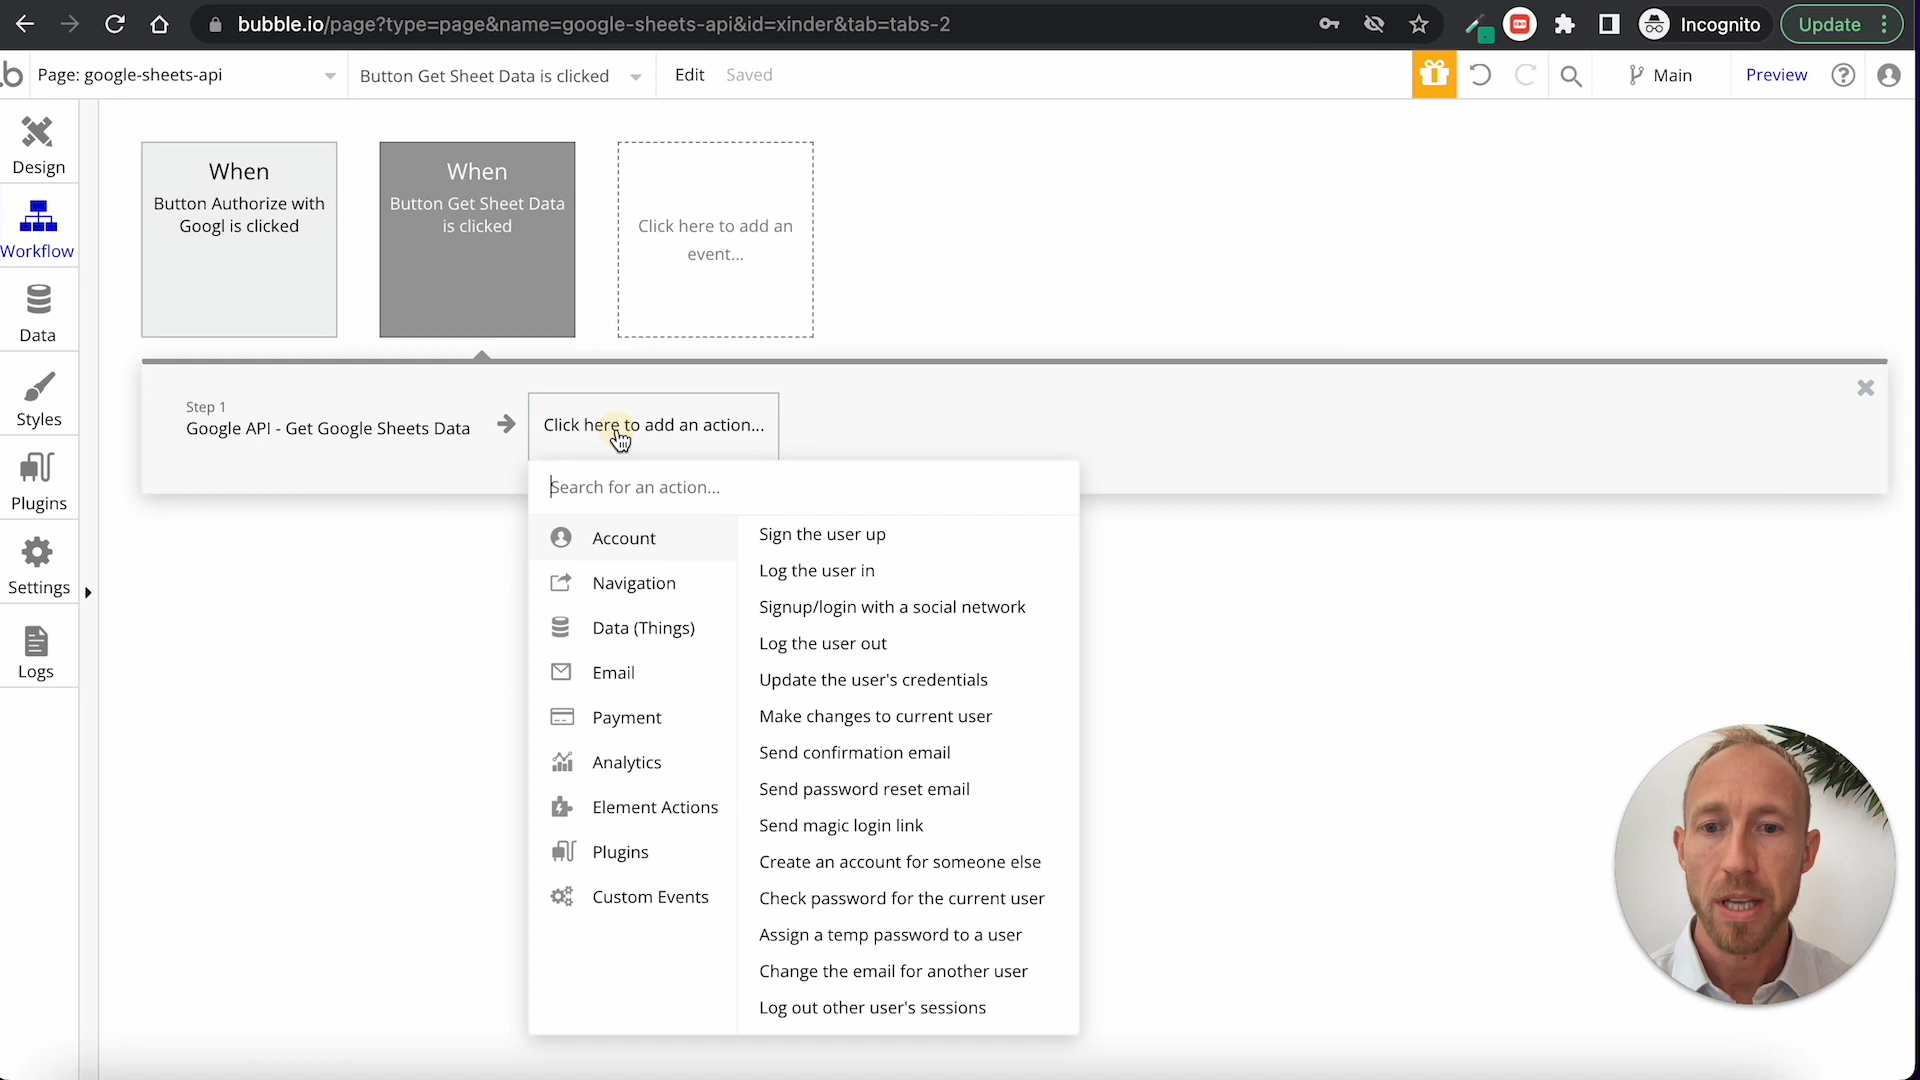 bubble.io/page?type=page&name=google-sheets-api&id=xinder&tab=tabs-2
Incognito
Update
Page: google-sheets-api
Button Get Sheet Data is clicked
Edit
Saved
Main
Preview
Design
Workflow
Data
Styles
Plugins
Settings
Logs
When
Button Authorize with
Googl is clicked
When
Button Get Sheet Data
is clicked
Click here to add an
event...
Step 1
Google API - Get Google Sheets Data
Click here to add an action...
Search for an action...
Account
Navigation
Data (Things)
Email
Payment
Analytics
Element Actions
Plugins
Custom Events
Sign the user up
Log the user in
Signup/login with a social network
Log the user out
Update the user's credentials
Make changes to current user
Send confirmation email
Send password reset email
Send magic login link
Create an account for someone else
Check password for the current user
Assign a temp password to a user
Change the email for another user
Log out other user's sessions